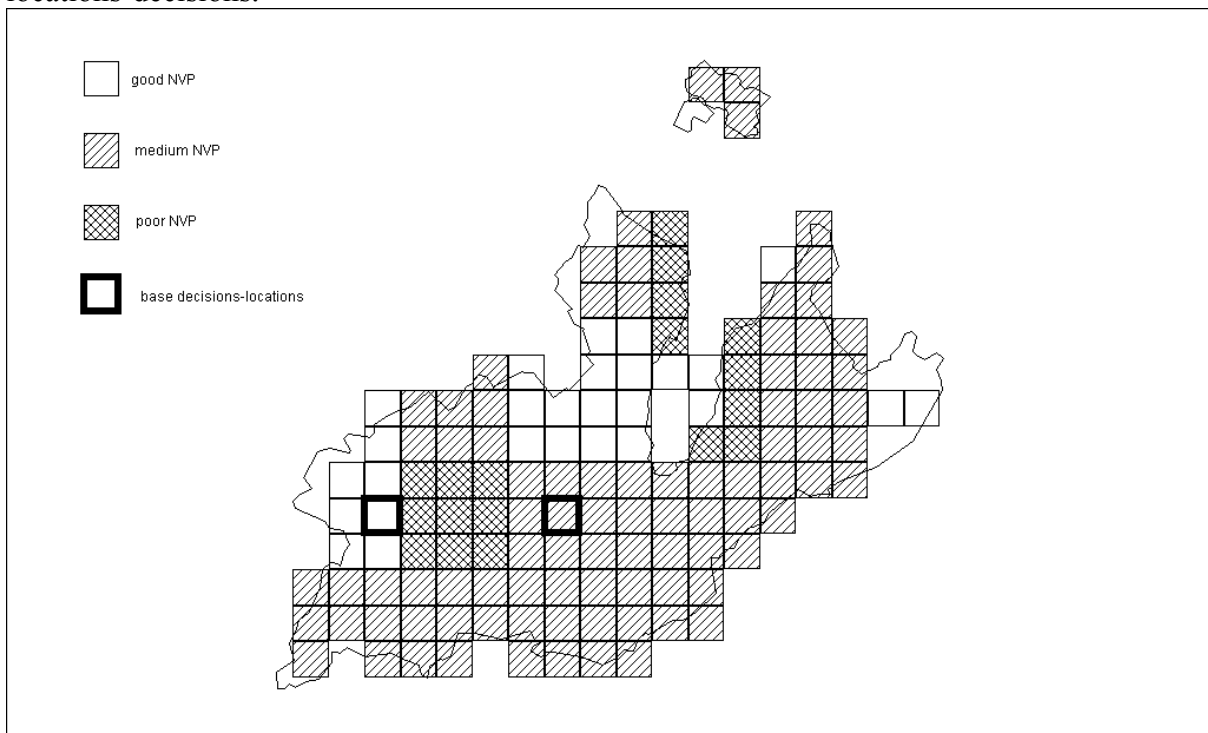 locations-decisions.
good NVP
medium NVP
poor NVP
base decisions-locations